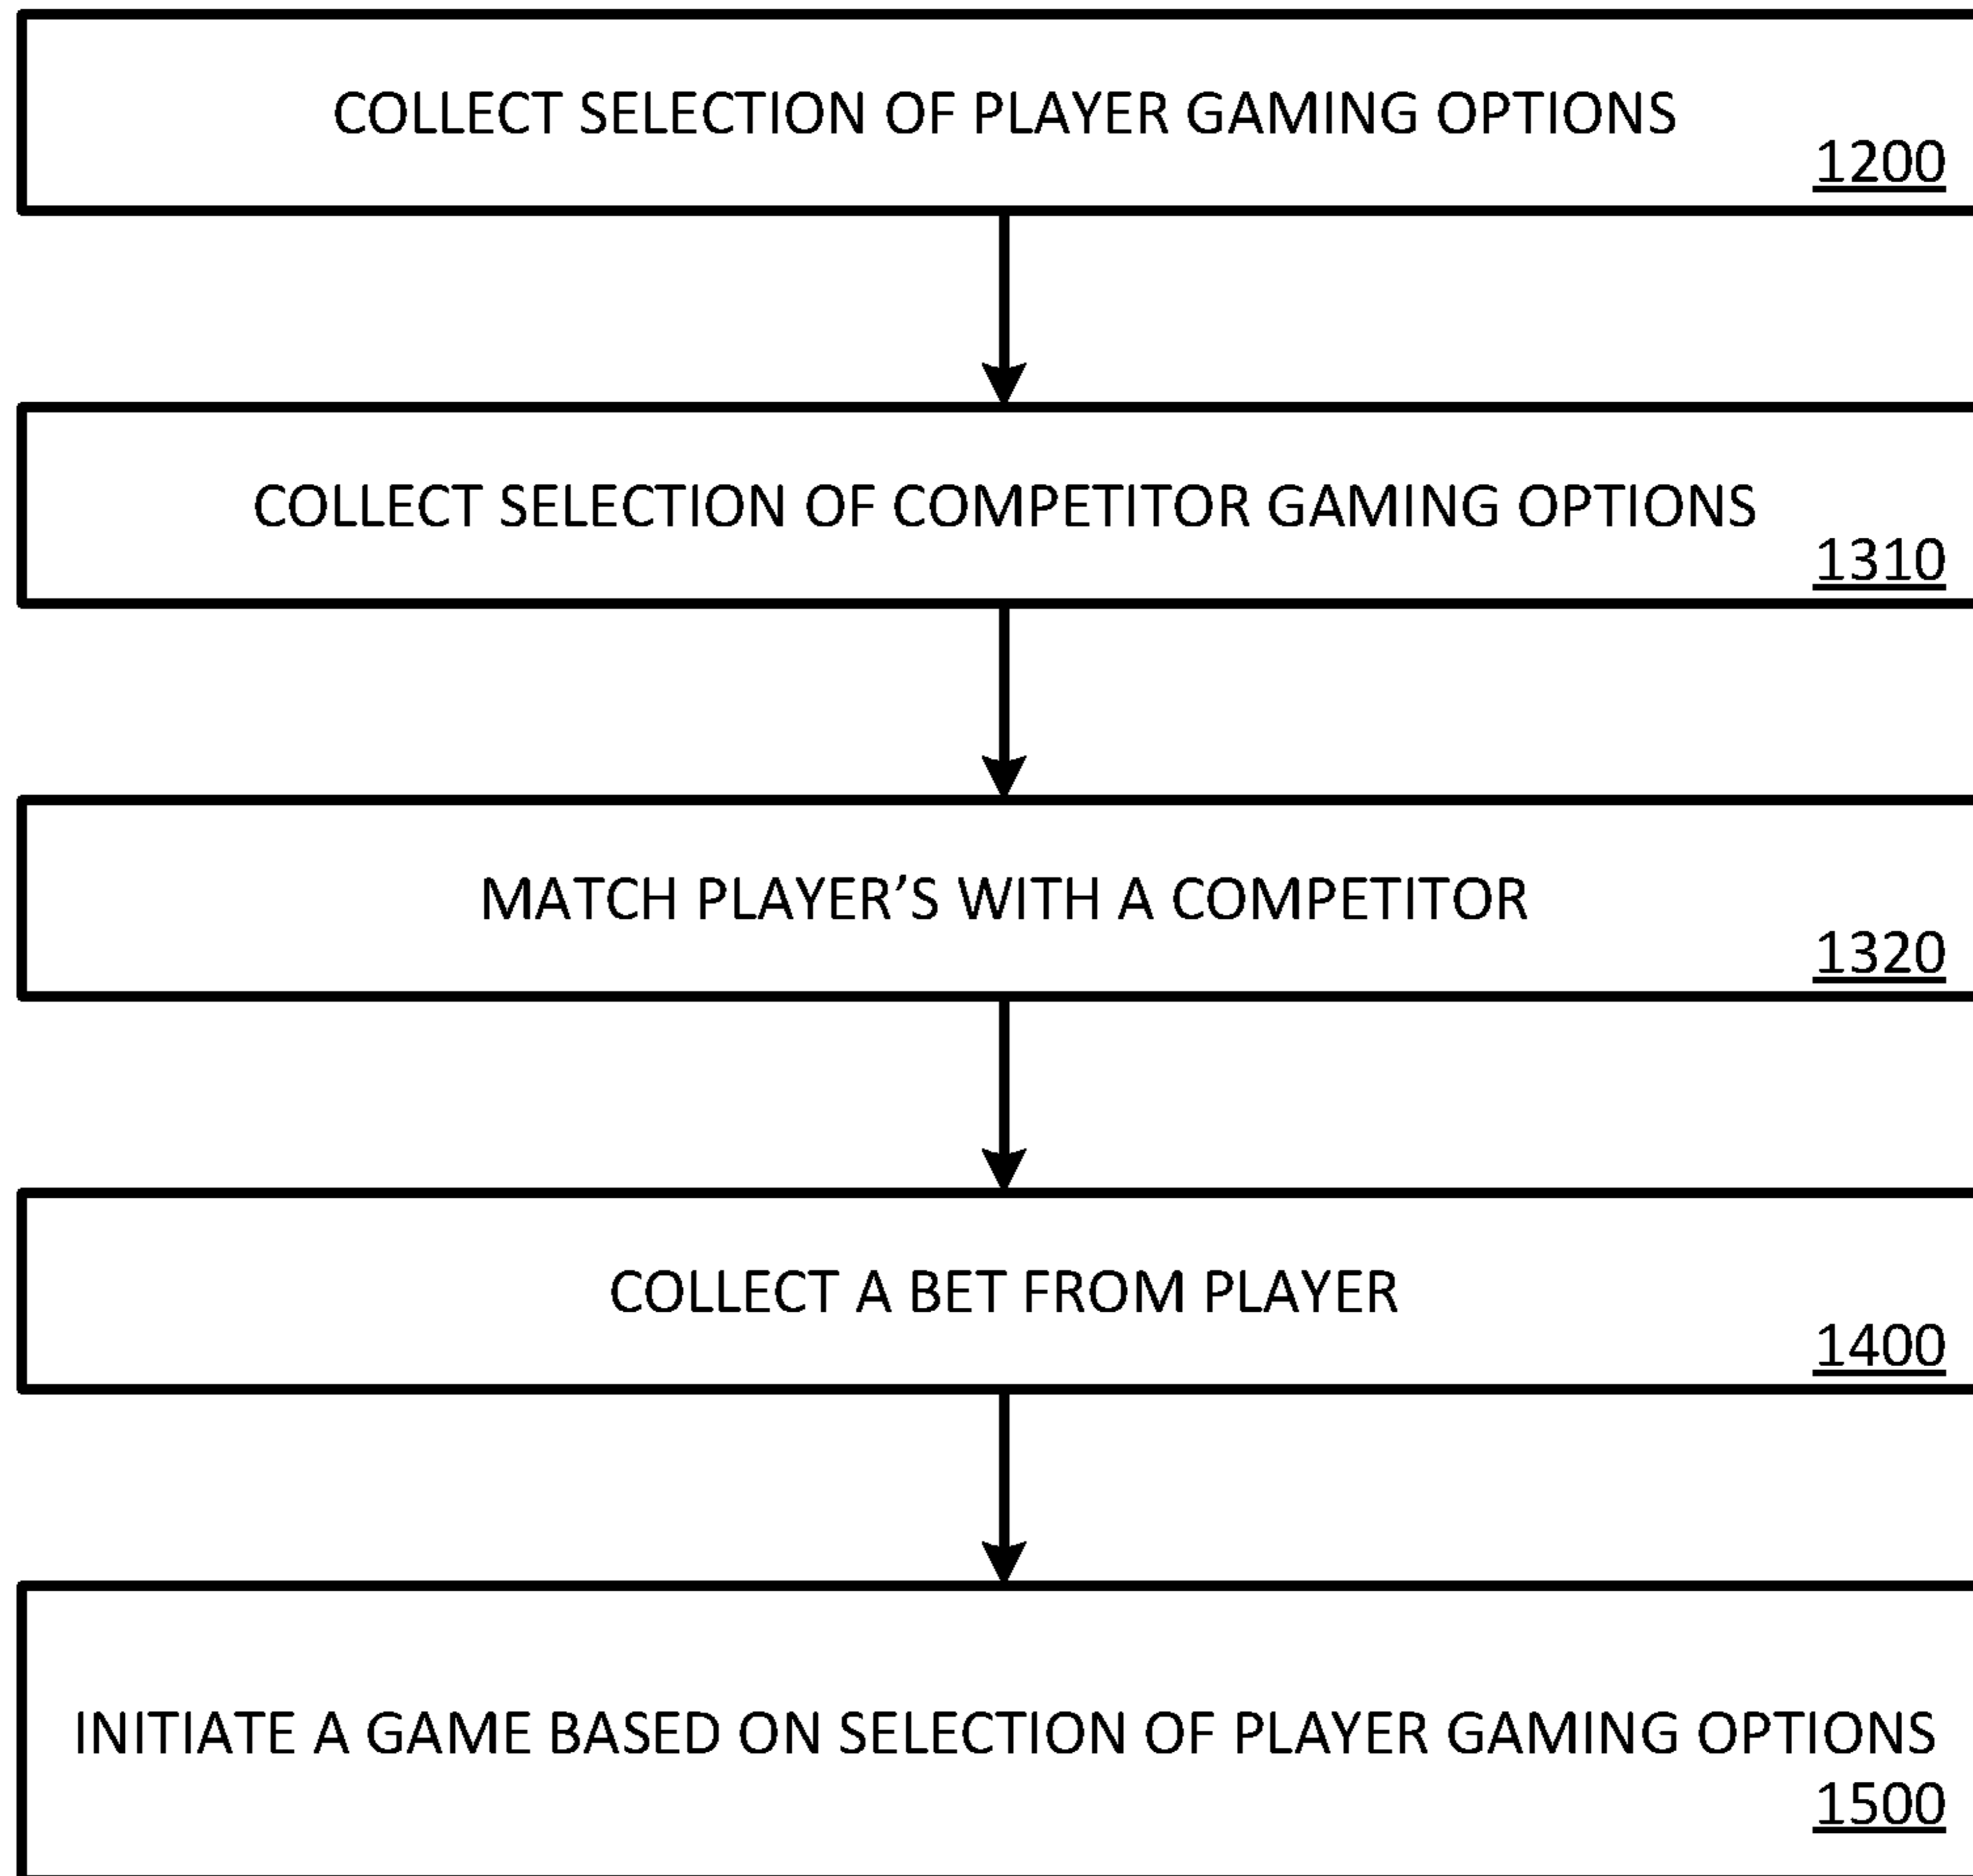 COLLECT SELECTION OF PLAYER GAMING OPTIONS
1200
COLLECT SELECTION OF COMPETITOR GAMING OPTIONS
1310
MATCH PLAYER’S WITH A COMPETITOR
1320
COLLECT A BET FROM PLAYER
1400
INITIATE A GAME BASED ON SELECTION OF PLAYER GAMING OPTIONS
1500